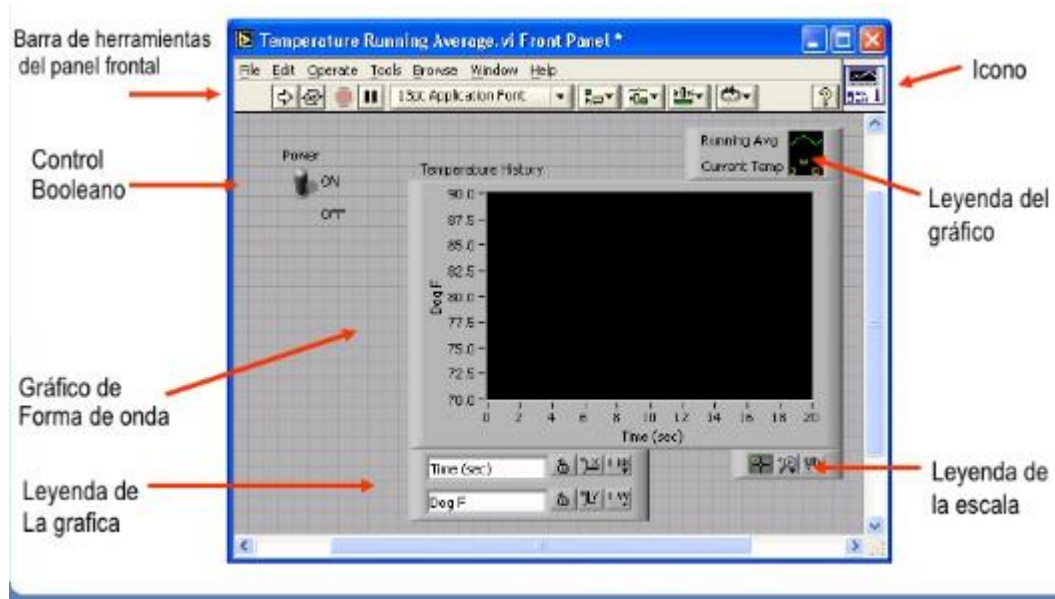 Barra de herramientas
del panel frontal
Temperature Running Average.vi Front Panel *
File Edit Operate Tools Browse Window Help
13pt Application Font
Icono
Control
Booleano
Power
ON
OFF
Running Avg
Current Temp
Leyenda del
gráfico
Temperature History
90.0
87.5
85.0
82.5
80.0
77.5
75.0
72.5
70.0
Deg F
0 2 4 6 8 10 12 14 16 18 20
Time (sec)
Gráfico de
Forma de onda
Leyenda de
La grafica
Time (sec)
Deg F
Leyenda de
la escala